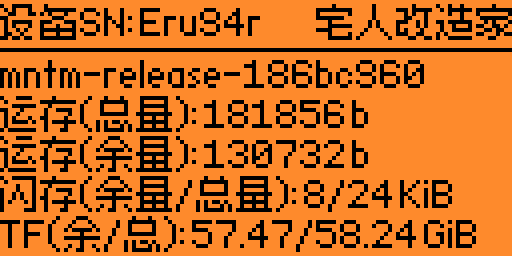 设备SN:Eru94r 宅人改造家
mntm-release-186bc960
运存(总量):181856b
运存(余量):130732b
闪存(余量/总量):8/24KiB
TF(余/总):57.47/58.24GiB